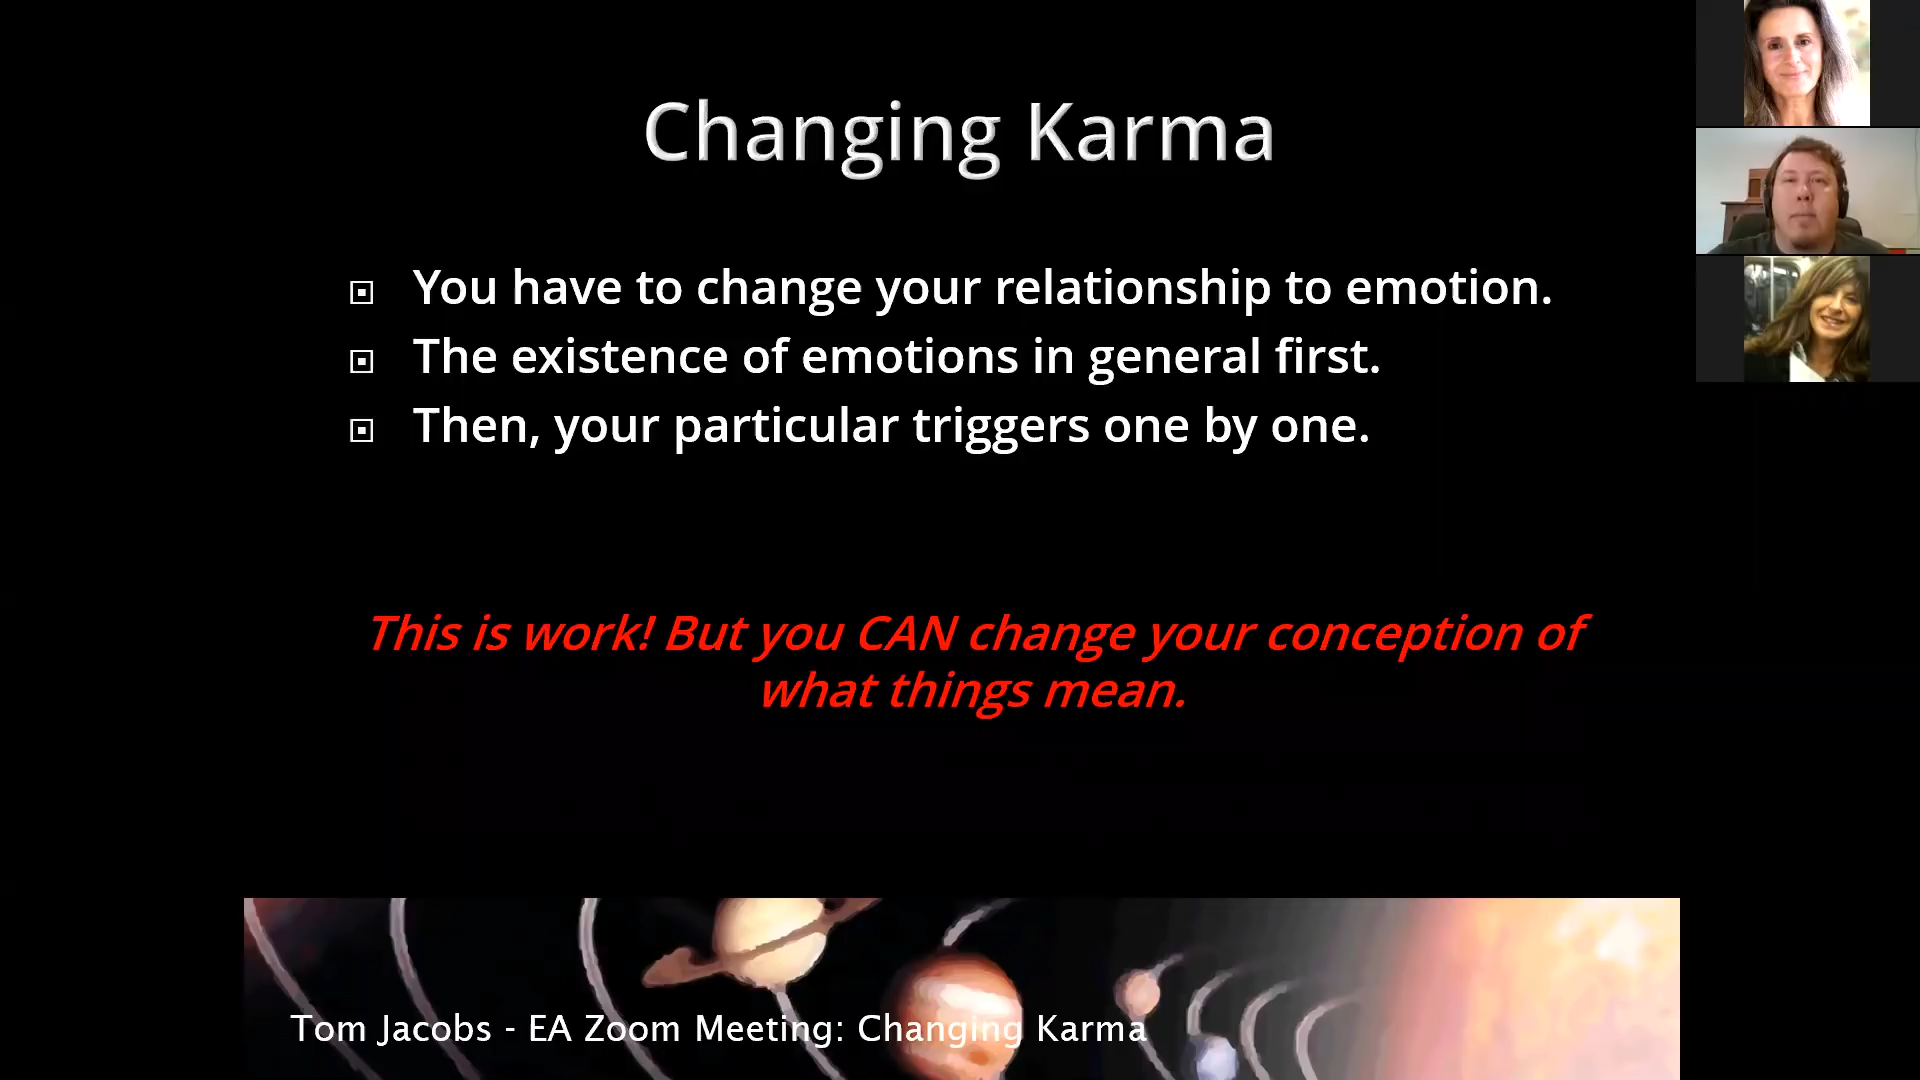 Changing Karma
You have to change your relationship to emotion.
The existence of emotions in general first.
Then, your particular triggers one by one.
This is work! But you CAN change your conception of
what things mean.
Tom Jacobs - EA Zoom Meeting: Changing Karma